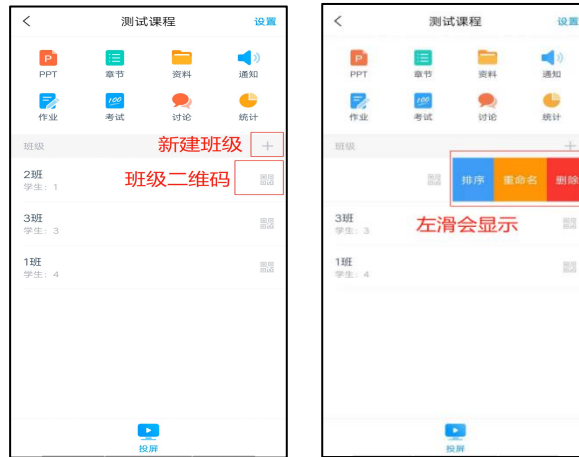 测试课程 设置
PPT 章节 资料 通知
100
作业 考试 讨论 统计
班级 新建班级
2班 班级二维码
学生：1
3班
学生：3
1班
学生：4
投屏
测试课程 设置
PPT 章节 资料 通知
100
作业 考试 讨论 统计
班级
排序 重命名 删除
3班 左滑会显示
学生：3
1班
学生：4
投屏